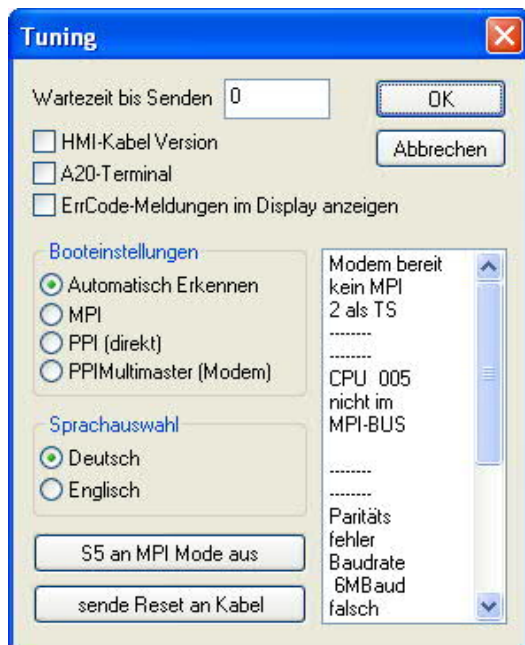 Tuning
Wartezeit bis Senden 0
OK
Abbrechen
HMI-Kabel Version
A20-Terminal
ErrCode-Meldungen im Display anzeigen
Booteinstellungen
Automatisch Erkennen
MPI
PPI (direkt)
PPIMultimaster (Modem)
Sprachauswahl
Deutsch
Englisch
S5 an MPI Mode aus
sende Reset an Kabel
Modem bereit
kein MPI
2 als TS
--------
--------
CPU 005
nicht im
MPI-BUS
--------
--------
Paritäts
fehler
Baudrate
6MBaud
falsch